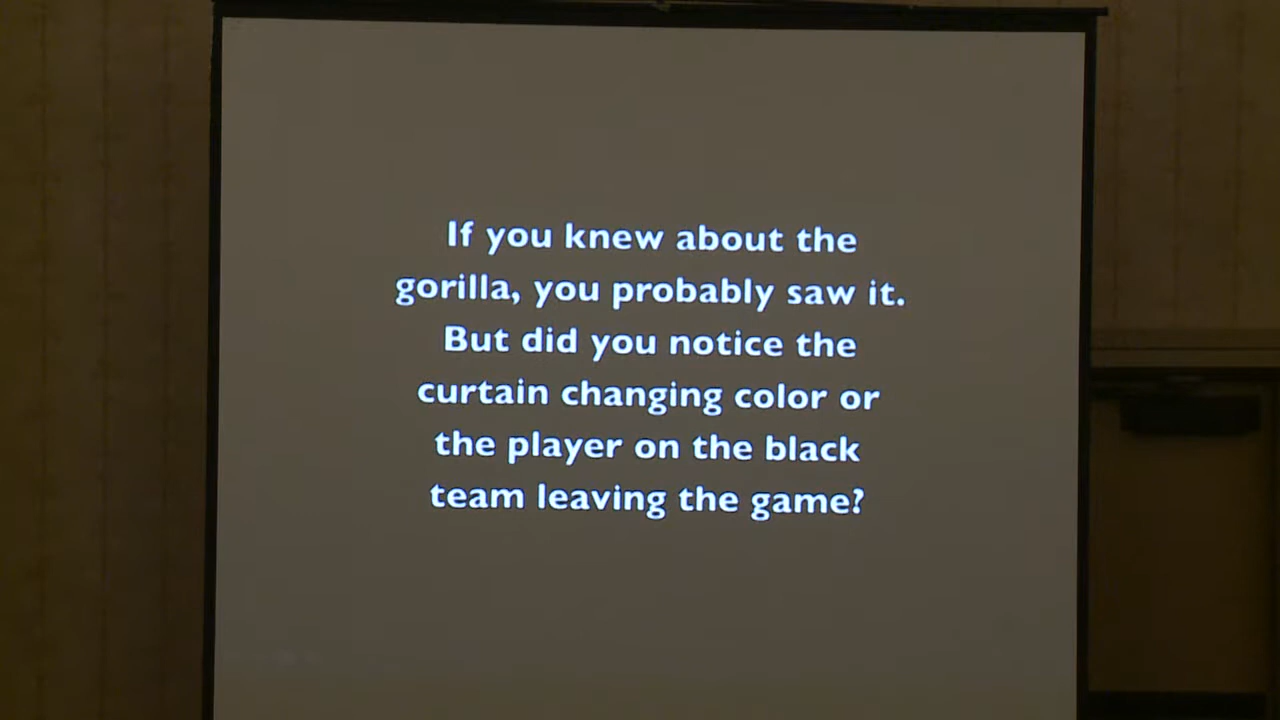 If you knew about the
gorilla, you probably saw it.
But did you notice the
curtain changing color or
the player on the black
team leaving the game?